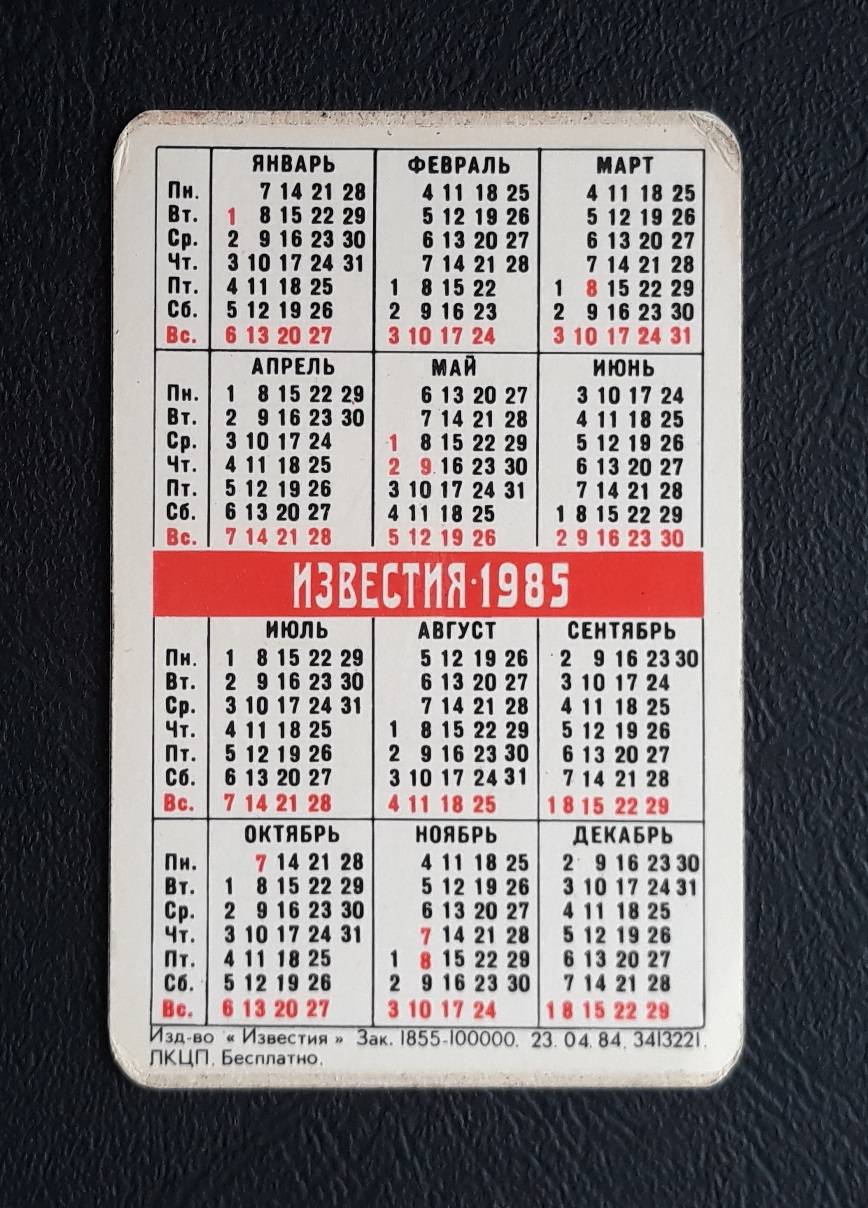 ЯНВАРЬ ФЕВРАЛЬ МАРТ
Пн. 7 14 21 28 4 11 18 25 4 11 18 25
Вт. 1 8 15 22 29 5 12 19 26 5 12 19 26
Ср. 2 9 16 23 30 6 13 20 27 6 13 20 27
Чт. 3 10 17 24 31 7 14 21 28 7 14 21 28
Пт. 4 11 18 25 1 8 15 22 1 8 15 22 29
Сб. 5 12 19 26 2 9 16 23 2 9 16 23 30
Вс. 6 13 20 27 3 10 17 24 3 10 17 24 31
АПРЕЛЬ МАЙ ИЮНЬ
Пн. 1 8 15 22 29 6 13 20 27 3 10 17 24
Вт. 2 9 16 23 30 7 14 21 28 4 11 18 25
Ср. 3 10 17 24 1 8 15 22 29 5 12 19 26
Чт. 4 11 18 25 2 9 16 23 30 6 13 20 27
Пт. 5 12 19 26 3 10 17 24 31 7 14 21 28
Сб. 6 13 20 27 4 11 18 25 1 8 15 22 29
Вс. 7 14 21 28 5 12 19 26 2 9 16 23 30
ИЗВЕСТИЯ·1985
ИЮЛЬ АВГУСТ СЕНТЯБРЬ
Пн. 1 8 15 22 29 5 12 19 26 2 9 16 23 30
Вт. 2 9 16 23 30 6 13 20 27 3 10 17 24
Ср. 3 10 17 24 31 7 14 21 28 4 11 18 25
Чт. 4 11 18 25 1 8 15 22 29 5 12 19 26
Пт. 5 12 19 26 2 9 16 23 30 6 13 20 27
Сб. 6 13 20 27 3 10 17 24 31 7 14 21 28
Вс. 7 14 21 28 4 11 18 25 1 8 15 22 29
ОКТЯБРЬ НОЯБРЬ ДЕКАБРЬ
Пн. 7 14 21 28 4 11 18 25 2 9 16 23 30
Вт. 1 8 15 22 29 5 12 19 26 3 10 17 24 31
Ср. 2 9 16 23 30 6 13 20 27 4 11 18 25
Чт. 3 10 17 24 31 7 14 21 28 5 12 19 26
Пт. 4 11 18 25 1 8 15 22 29 6 13 20 27
Сб. 5 12 19 26 2 9 16 23 30 7 14 21 28
Вс. 6 13 20 27 3 10 17 24 1 8 15 22 29
Изд-во « Известия » Зак. 1855-100000. 23. 04. 84. 3413221.
ЛКЦП. Бесплатно.